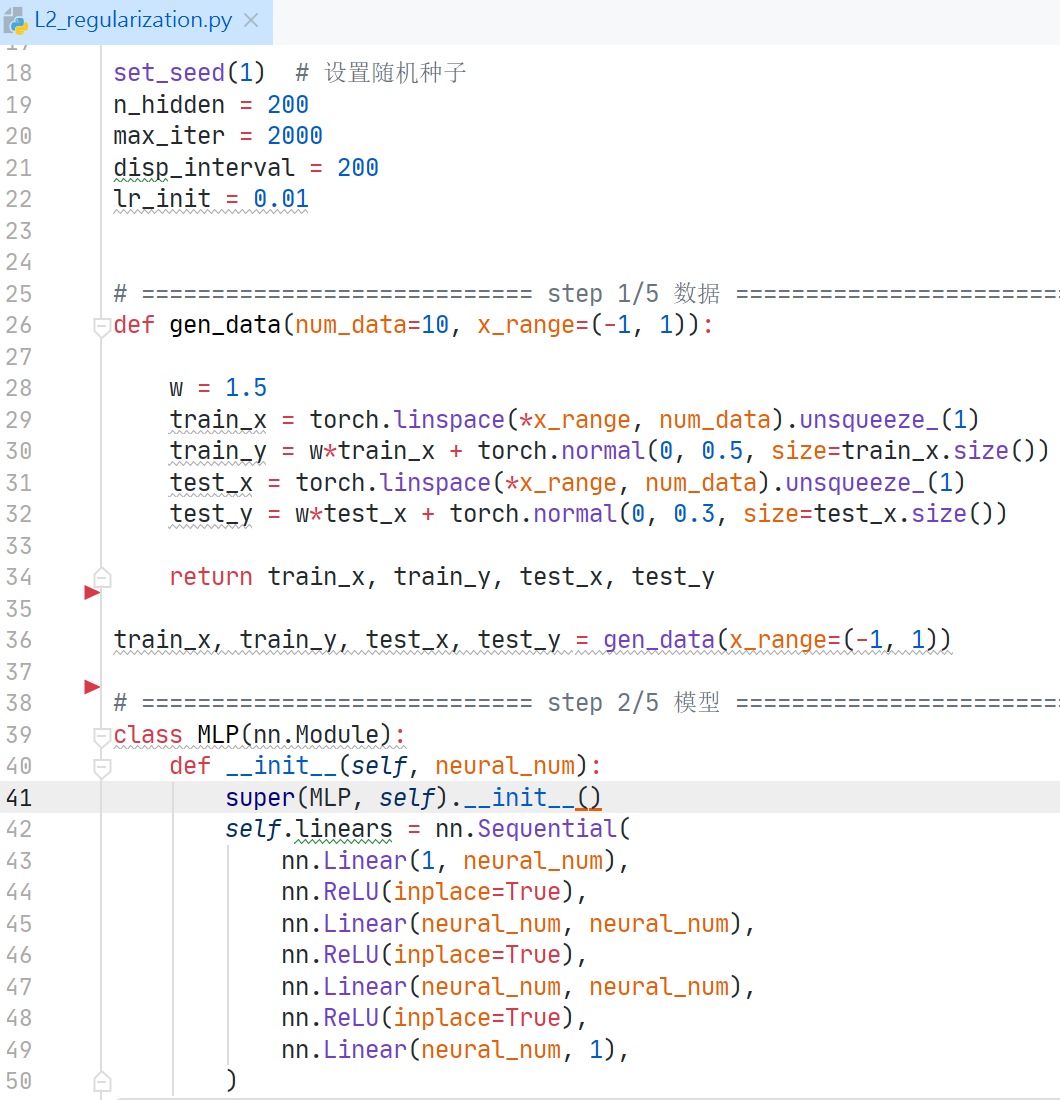 L2_regularization.py
17
18 set_seed(1)  # 设置随机种子
19 n_hidden = 200
20 max_iter = 2000
21 disp_interval = 200
22 lr_init = 0.01
23
24
25 # ============================ step 1/5 数据 =======================
26 def gen_data(num_data=10, x_range=(-1, 1)):
27
28     w = 1.5
29     train_x = torch.linspace(*x_range, num_data).unsqueeze_(1)
30     train_y = w*train_x + torch.normal(0, 0.5, size=train_x.size())
31     test_x = torch.linspace(*x_range, num_data).unsqueeze_(1)
32     test_y = w*test_x + torch.normal(0, 0.3, size=test_x.size())
33
34     return train_x, train_y, test_x, test_y
35
36 train_x, train_y, test_x, test_y = gen_data(x_range=(-1, 1))
37
38 # ============================ step 2/5 模型 =======================
39 class MLP(nn.Module):
40     def __init__(self, neural_num):
41         super(MLP, self).__init__()
42         self.linears = nn.Sequential(
43             nn.Linear(1, neural_num),
44             nn.ReLU(inplace=True),
45             nn.Linear(neural_num, neural_num),
46             nn.ReLU(inplace=True),
47             nn.Linear(neural_num, neural_num),
48             nn.ReLU(inplace=True),
49             nn.Linear(neural_num, 1),
50         )